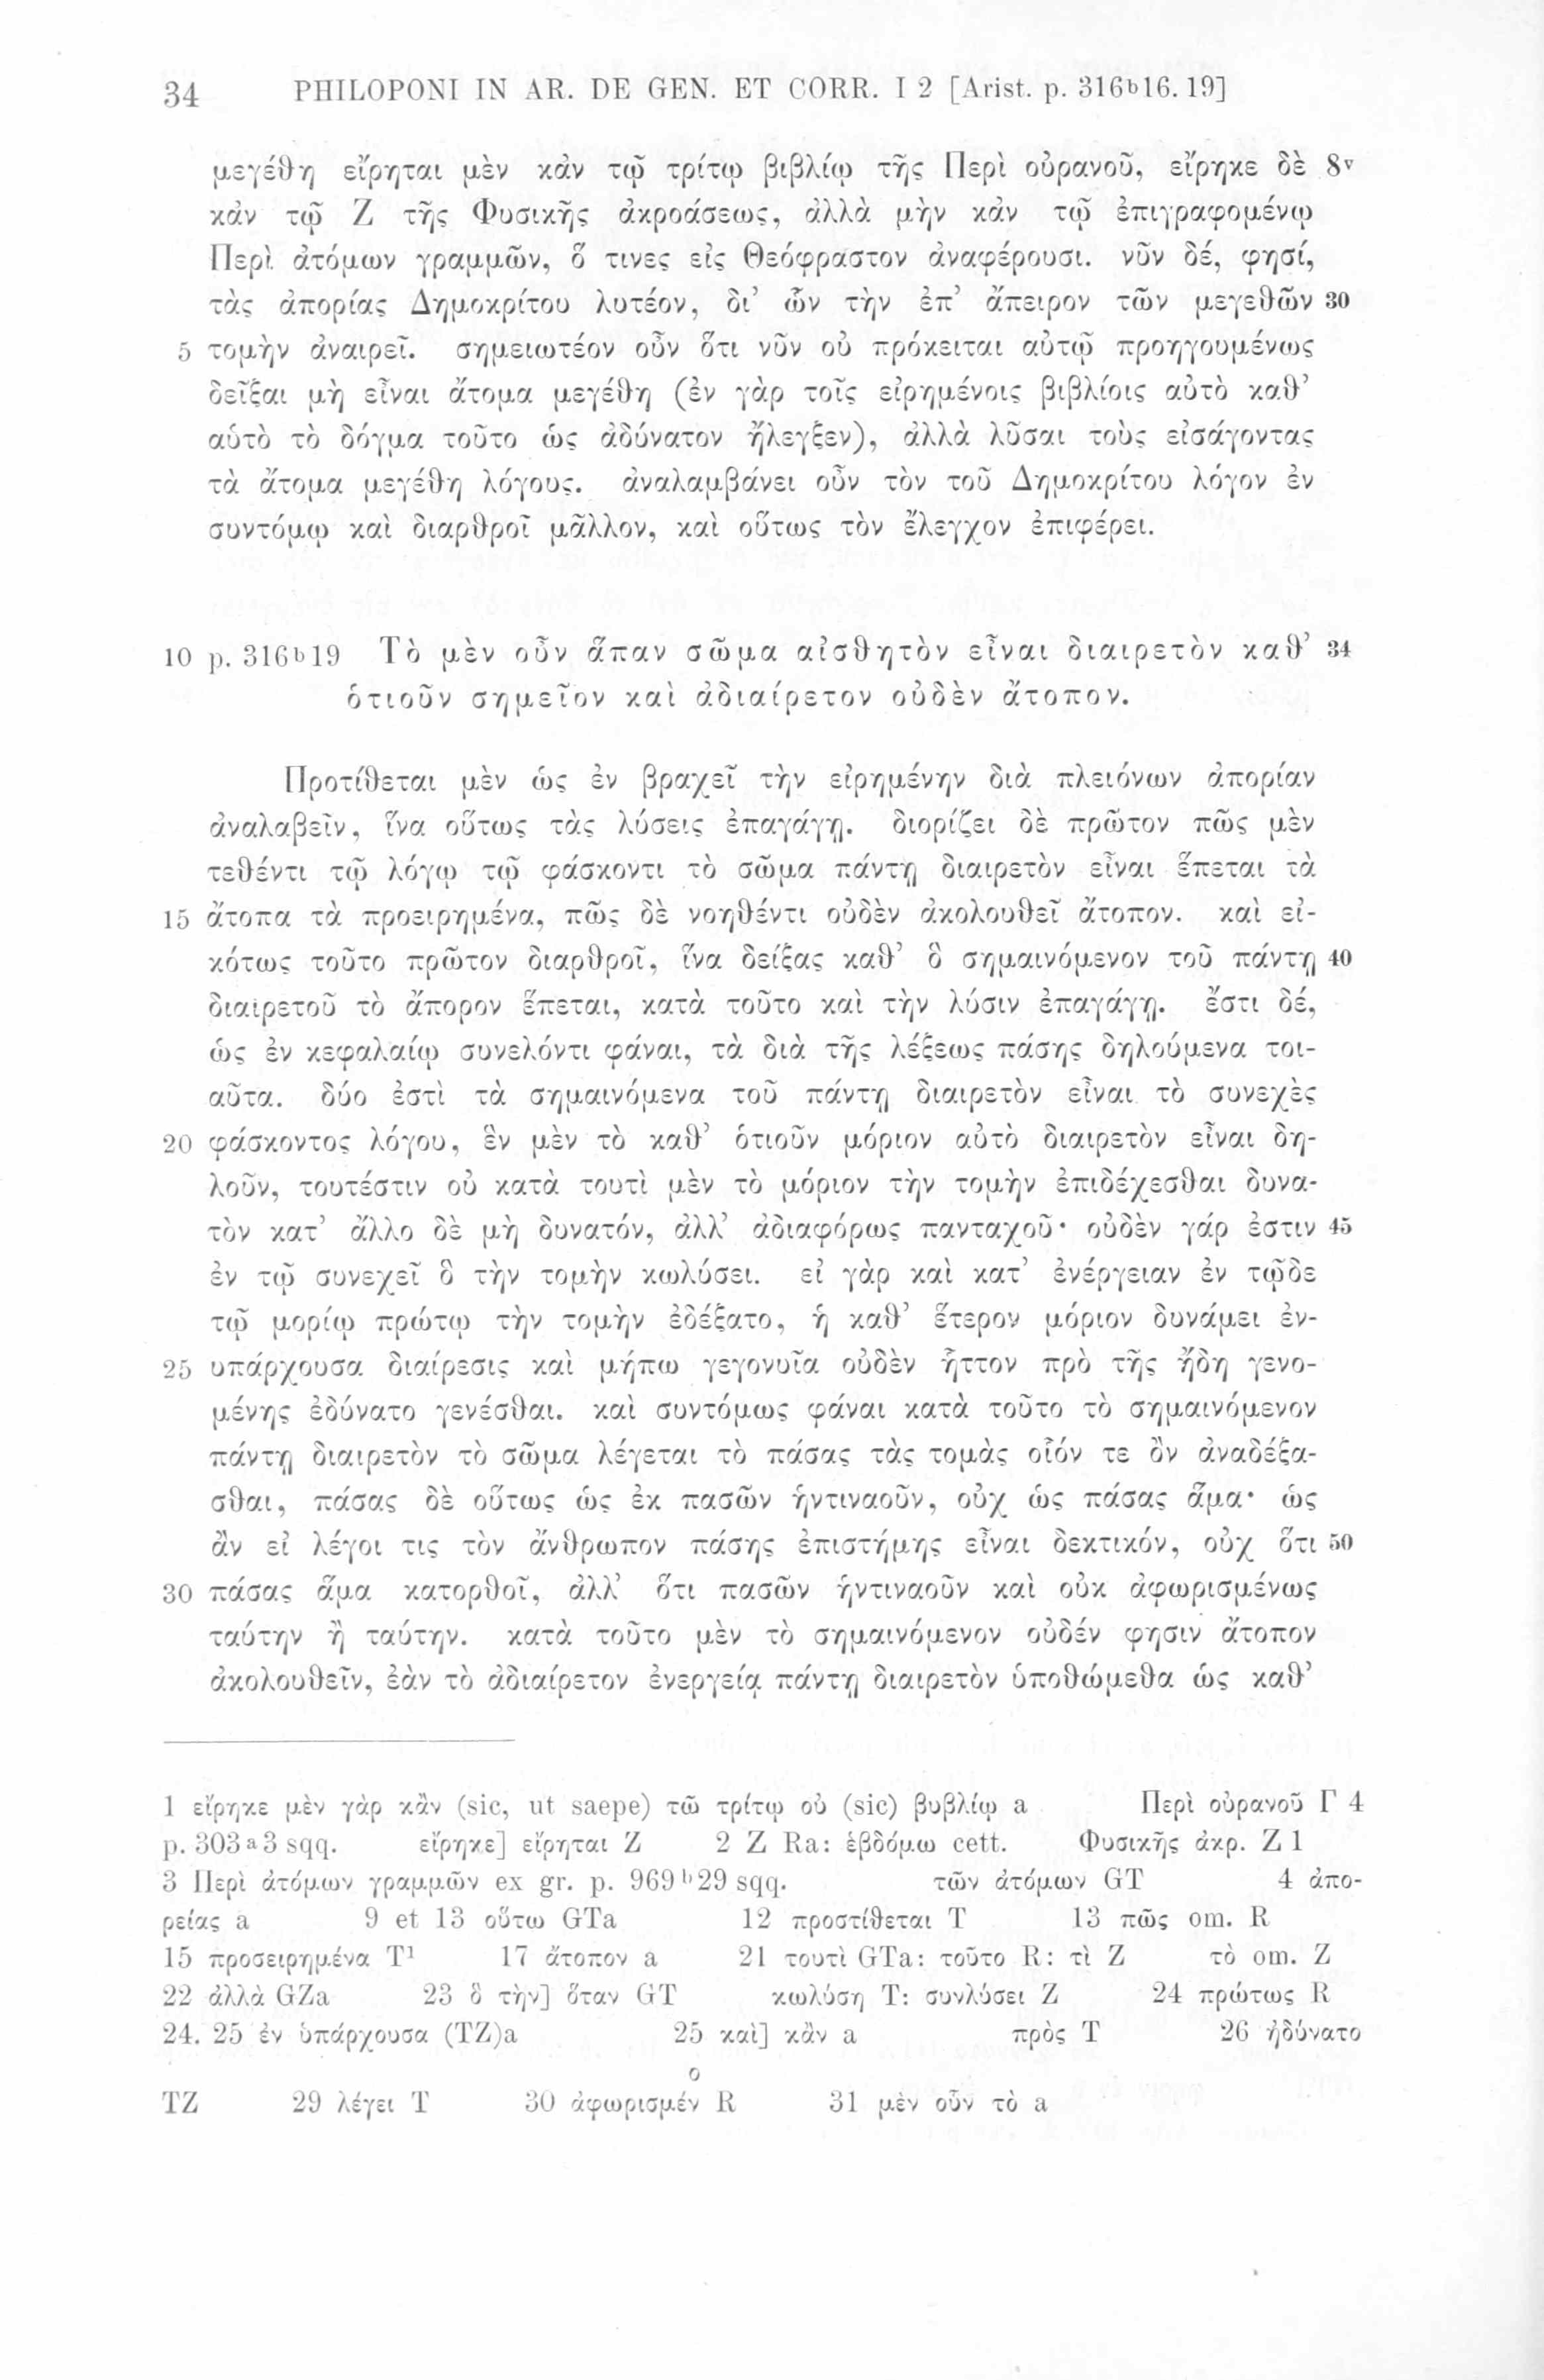 34 PHILOPONI IN AR. DE GEN. ET CORR. I 2 [Arist. p. 316b16. 19]
μεγέθη εἴρηται μὲν κἀν τῷ τρίτῳ βιβλίῳ τῆς Περὶ οὐρανοῦ, εἴρηκε δὲ 8v
κἀν τῷ Ζ τῆς Φυσικῆς ἀκροάσεως, ἀλλὰ μὴν κἀν τῷ ἐπιγραφομένῳ
Περὶ ἀτόμων γραμμῶν, ὅ τινες εἰς Θεόφραστον ἀναφέρουσι. νῦν δέ, φησί,
τὰς ἀπορίας Δημοκρίτου λυτέον, δι’ ὧν τὴν ἐπ’ ἄπειρον τῶν μεγεθῶν 30
5 τομὴν ἀναιρεῖ. σημειωτέον οὖν ὅτι νῦν οὐ πρόκειται αὐτῷ προηγουμένως
δεῖξαι μὴ εἶναι ἄτομα μεγέθη (ἐν γὰρ τοῖς εἰρημένοις βιβλίοις αὐτὸ καθ’
αὑτὸ τὸ δόγμα τοῦτο ὡς ἀδύνατον ἤλεγξεν), ἀλλὰ λῦσαι τοὺς εἰσάγοντας
τὰ ἄτομα μεγέθη λόγους. ἀναλαμβάνει οὖν τὸν τοῦ Δημοκρίτου λόγον ἐν
συντόμῳ καὶ διαρθροῖ μᾶλλον, καὶ οὕτως τὸν ἔλεγχον ἐπιφέρει.
10 p. 316b19 Τὸ μὲν οὖν ἅπαν σῶμα αἰσθητὸν εἶναι διαιρετὸν καθ’ 34
ὁτιοῦν σημεῖον καὶ ἀδιαίρετον οὐδὲν ἄτοπον.
Προτίθεται μὲν ὡς ἐν βραχεῖ τὴν εἰρημένην διὰ πλειόνων ἀπορίαν
ἀναλαβεῖν, ἵνα οὕτως τὰς λύσεις ἐπαγάγῃ. διορίζει δὲ πρῶτον πῶς μὲν
τεθέντι τῷ λόγῳ τῷ φάσκοντι τὸ σῶμα πάντῃ διαιρετὸν εἶναι ἕπεται τὰ
15 ἄτοπα τὰ προειρημένα, πῶς δὲ νοηθέντι οὐδὲν ἀκολουθεῖ ἄτοπον. καὶ εἰ-
κότως τοῦτο πρῶτον διαρθροῖ, ἵνα δείξας καθ’ ὃ σημαινόμενον τοῦ πάντῃ 40
διαιρετοῦ τὸ ἄπορον ἕπεται, κατὰ τοῦτο καὶ τὴν λύσιν ἐπαγάγῃ. ἔστι δέ,
ὡς ἐν κεφαλαίῳ συνελόντι φάναι, τὰ διὰ τῆς λέξεως πάσης δηλούμενα τοι-
αῦτα. δύο ἐστὶ τὰ σημαινόμενα τοῦ πάντῃ διαιρετὸν εἶναι τὸ συνεχὲς
20 φάσκοντος λόγου, ἓν μὲν τὸ καθ’ ὁτιοῦν μόριον αὐτὸ διαιρετὸν εἶναι δη-
λοῦν, τουτέστιν οὐ κατὰ τουτὶ μὲν τὸ μόριον τὴν τομὴν ἐπιδέχεσθαι δυνα-
τὸν κατ’ ἄλλο δὲ μὴ δυνατόν, ἀλλ’ ἀδιαφόρως πανταχοῦ· οὐδὲν γάρ ἐστιν 45
ἐν τῷ συνεχεῖ ὃ τὴν τομὴν κωλύσει. εἰ γὰρ καὶ κατ’ ἐνέργειαν ἐν τῷδε
τῷ μορίῳ πρώτῳ τὴν τομὴν ἐδέξατο, ἡ καθ’ ἕτερον μόριον δυνάμει ἐν-
25 υπάρχουσα διαίρεσις καὶ μήπω γεγονυῖα οὐδὲν ἧττον πρὸ τῆς ἤδη γενο-
μένης ἐδύνατο γενέσθαι. καὶ συντόμως φάναι κατὰ τοῦτο τὸ σημαινόμενον
πάντῃ διαιρετὸν τὸ σῶμα λέγεται τὸ πάσας τὰς τομὰς οἷόν τε ὂν ἀναδέξα-
σθαι, πάσας δὲ οὕτως ὡς ἐκ πασῶν ἡντιναοῦν, οὐχ ὡς πάσας ἅμα· ὡς
ἂν εἰ λέγοι τις τὸν ἄνθρωπον πάσης ἐπιστήμης εἶναι δεκτικόν, οὐχ ὅτι 50
30 πάσας ἅμα κατορθοῖ, ἀλλ’ ὅτι πασῶν ἡντιναοῦν καὶ οὐκ ἀφωρισμένως
ταύτην ἢ ταύτην. κατὰ τοῦτο μὲν τὸ σημαινόμενον οὐδέν φησιν ἄτοπον
ἀκολουθεῖν, ἐὰν τὸ ἀδιαίρετον ἐνεργείᾳ πάντῃ διαιρετὸν ὑποθώμεθα ὡς καθ’
1 εἴρηκε μὲν γὰρ κἂν (sic, ut saepe) τῶ τρίτῳ οὐ (sic) βυβλίῳ a Περὶ οὐρανοῦ Γ 4
p. 303a3 sqq. εἴρηκε] εἴρηται Z 2 Ζ Ra: ἑβδόμω cett. Φυσικῆς ἀκρ. Ζ 1
3 Περὶ ἀτόμων γραμμῶν ex gr. p. 969b29 sqq. τῶν ἀτόμων GT 4 ἀπο-
ρείας a 9 et 13 οὕτω GTa 12 προστίθεται T 13 πῶς om. R
15 προσειρημένα T1 17 ἄτοπον a 21 τουτὶ GTa: τοῦτο R: τὶ Z τὸ om. Z
22 ἀλλὰ GZa 23 ὃ τὴν] ὅταν GT κωλύσῃ T: συνλύσει Z 24 πρώτως R
24. 25 ἐν ὑπάρχουσα (TZ)a 25 καὶ] κἂν a πρὸς T 26 ἠδύνατο
TZ 29 λέγει T 30 ἀφωρισμέν ο R 31 μὲν οὖν τὸ a